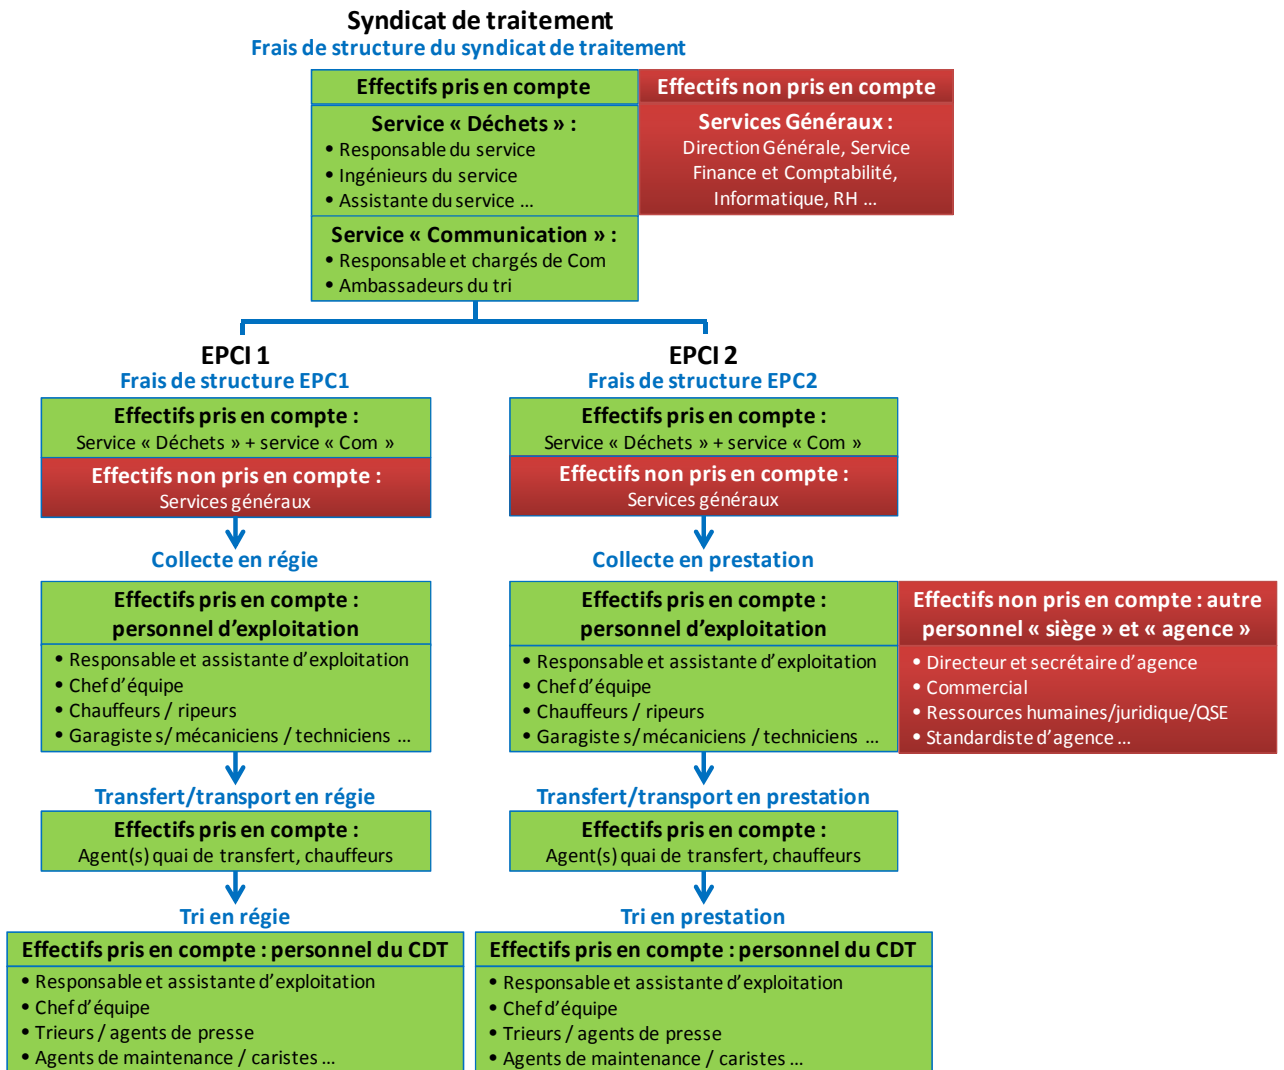 Syndicat de traitement
Frais de structure du syndicat de traitement
Effectifs pris en compte
Service « Déchets » :
• Responsable du service
• Ingénieurs du service
• Assistante du service ...
Service « Communication » :
• Responsable et chargés de Com
• Ambassadeurs du tri
Effectifs non pris en compte
Services Généraux :
Direction Générale, Service
Finance et Comptabilité,
Informatique, RH ...
EPCI 1
Frais de structure EPC1
Effectifs pris en compte :
Service « Déchets » + service « Com »
Effectifs non pris en compte :
Services généraux
Collecte en régie
Effectifs pris en compte :
personnel d’exploitation
• Responsable et assistante d’exploitation
• Chef d’équipe
• Chauffeurs / ripeurs
• Garagiste s/mécaniciens / techniciens ...
Transfert/transport en régie
Effectifs pris en compte :
Agent(s) quai de transfert, chauffeurs
Tri en régie
Effectifs pris en compte : personnel du CDT
• Responsable et assistante d’exploitation
• Chef d’équipe
• Trieurs / agents de presse
• Agents de maintenance / caristes ...
EPCI 2
Frais de structure EPC2
Effectifs pris en compte :
Service « Déchets » + service « Com »
Effectifs non pris en compte :
Services généraux
Collecte en prestation
Effectifs pris en compte :
personnel d’exploitation
• Responsable et assistante d’exploitation
• Chef d’équipe
• Chauffeurs / ripeurs
• Garagiste s/mécaniciens / techniciens ...
Effectifs non pris en compte : autre
personnel « siège » et « agence »
• Directeur et secrétaire d’agence
• Commercial
• Ressources humaines/juridique/QSE
• Standardiste d’agence ...
Transfert/transport en prestation
Effectifs pris en compte :
Agent(s) quai de transfert, chauffeurs
Tri en prestation
Effectifs pris en compte : personnel du CDT
• Responsable et assistante d’exploitation
• Chef d’équipe
• Trieurs / agents de presse
• Agents de maintenance / caristes ...